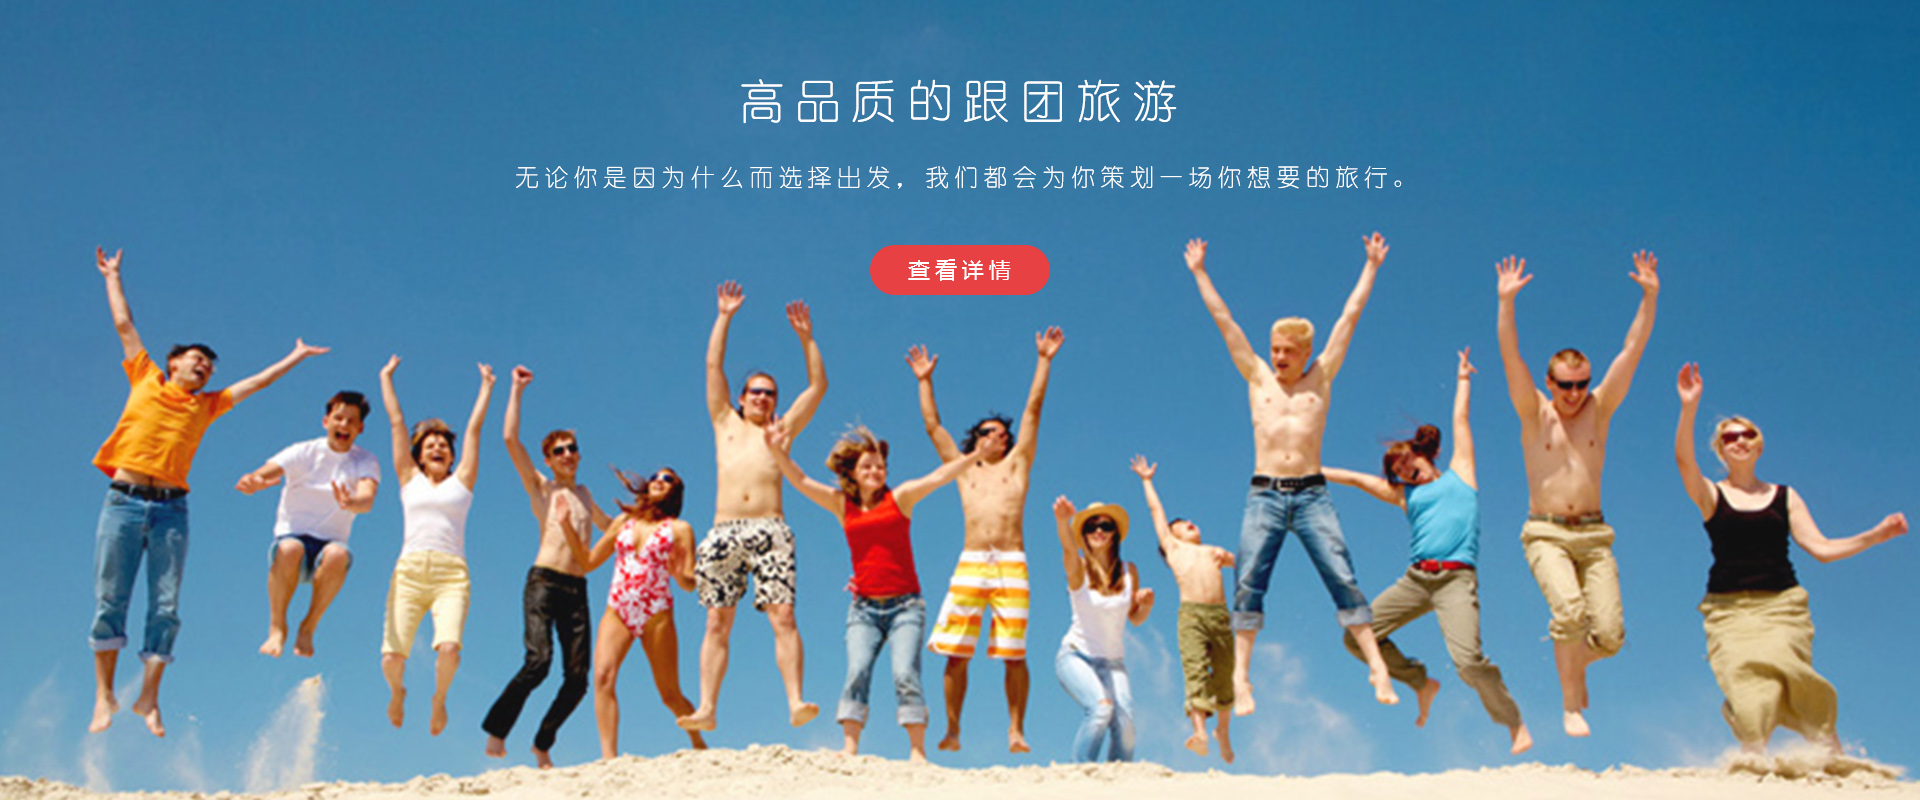 高品质的跟团旅游
无论你是因为什么而选择出发，我们都会为你策划一场你想要的旅行。
查看详情